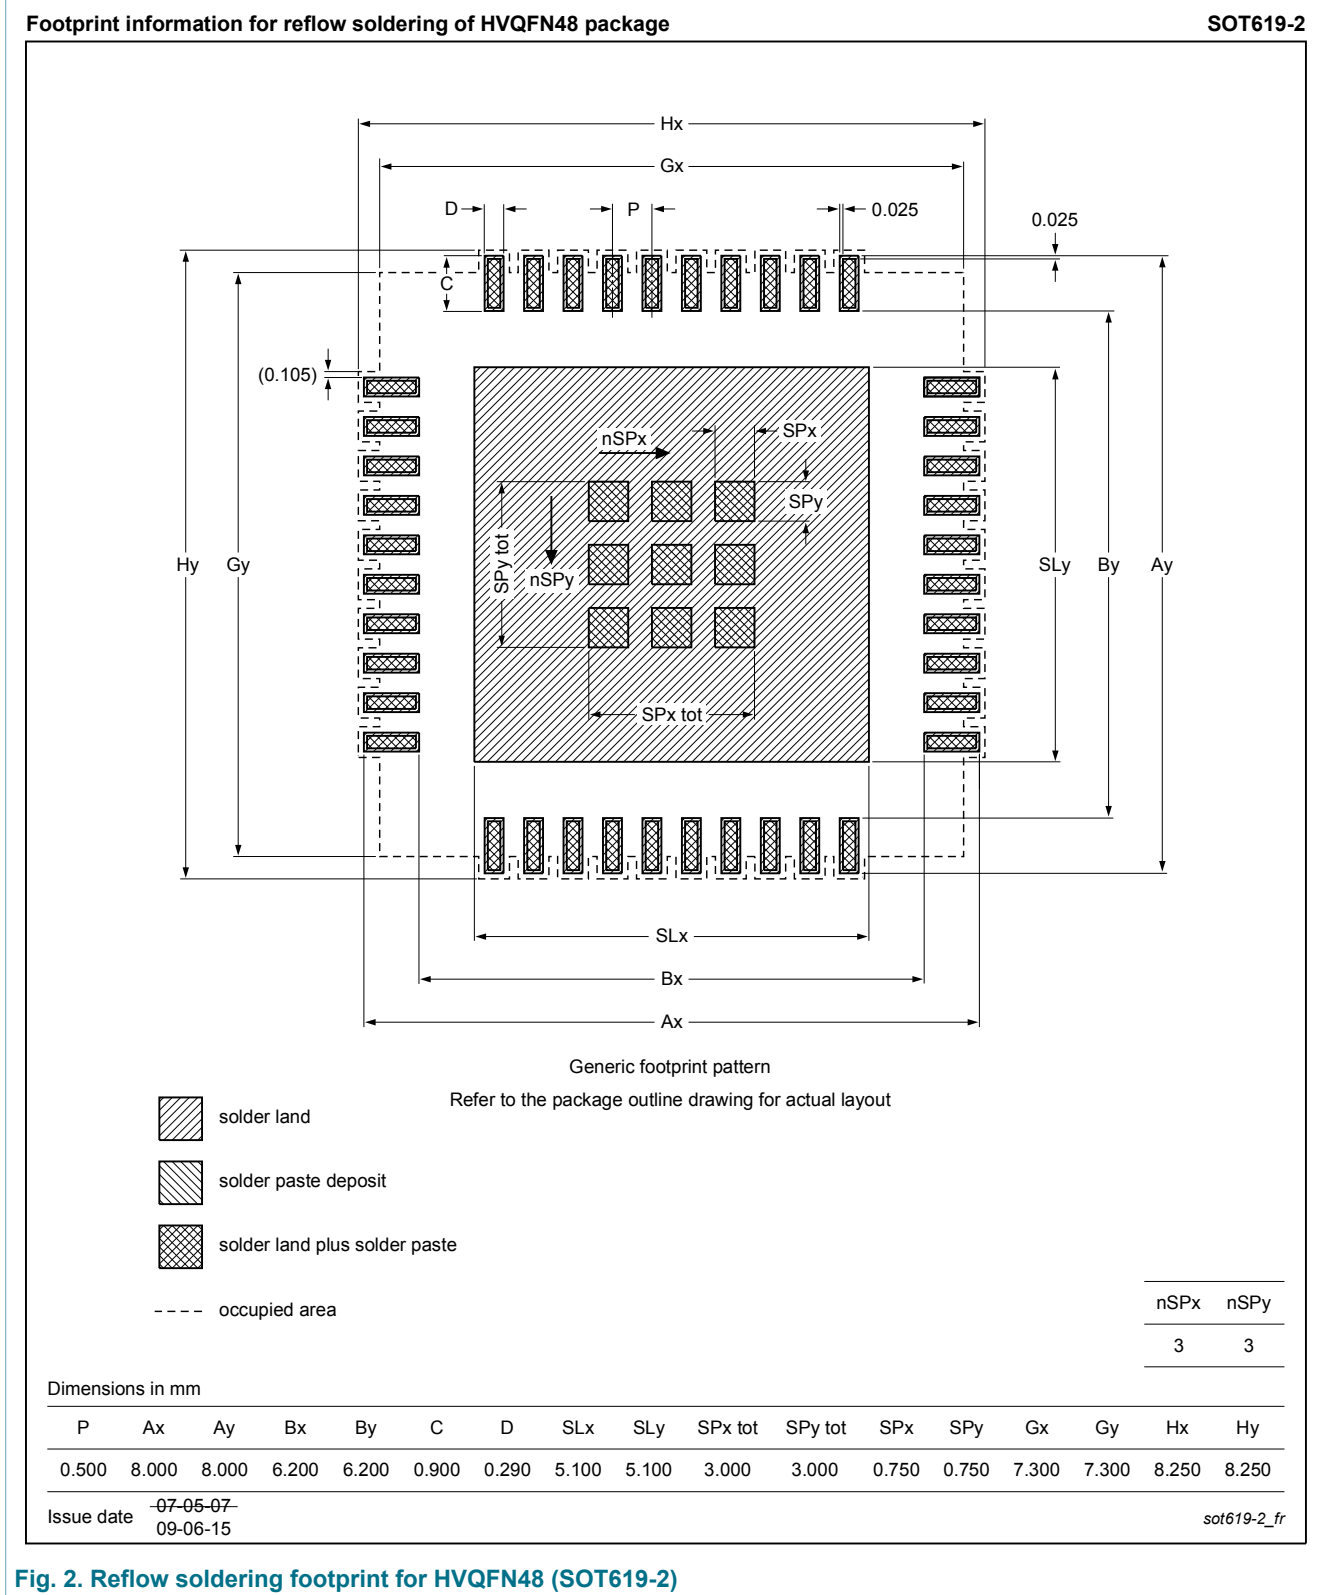 Footprint information for reflow soldering of HVQFN48 package SOT619-2
Hx
Gx
D P 0.025
0.025
C
(0.105)
nSPx SPx
SPy
SPy tot
nSPy
Hy Gy SLy By Ay
SPx tot
SLx
Bx
Ax
Generic footprint pattern
Refer to the package outline drawing for actual layout
solder land
solder paste deposit
solder land plus solder paste
occupied area
nSPx nSPy
3 3
Dimensions in mm
P Ax Ay Bx By C D SLx SLy SPx tot SPy tot SPx SPy Gx Gy Hx Hy
0.500 8.000 8.000 6.200 6.200 0.900 0.290 5.100 5.100 3.000 3.000 0.750 0.750 7.300 7.300 8.250 8.250
Issue date 07-05-07
09-06-15
sot619-2_fr
Fig. 2. Reflow soldering footprint for HVQFN48 (SOT619-2)